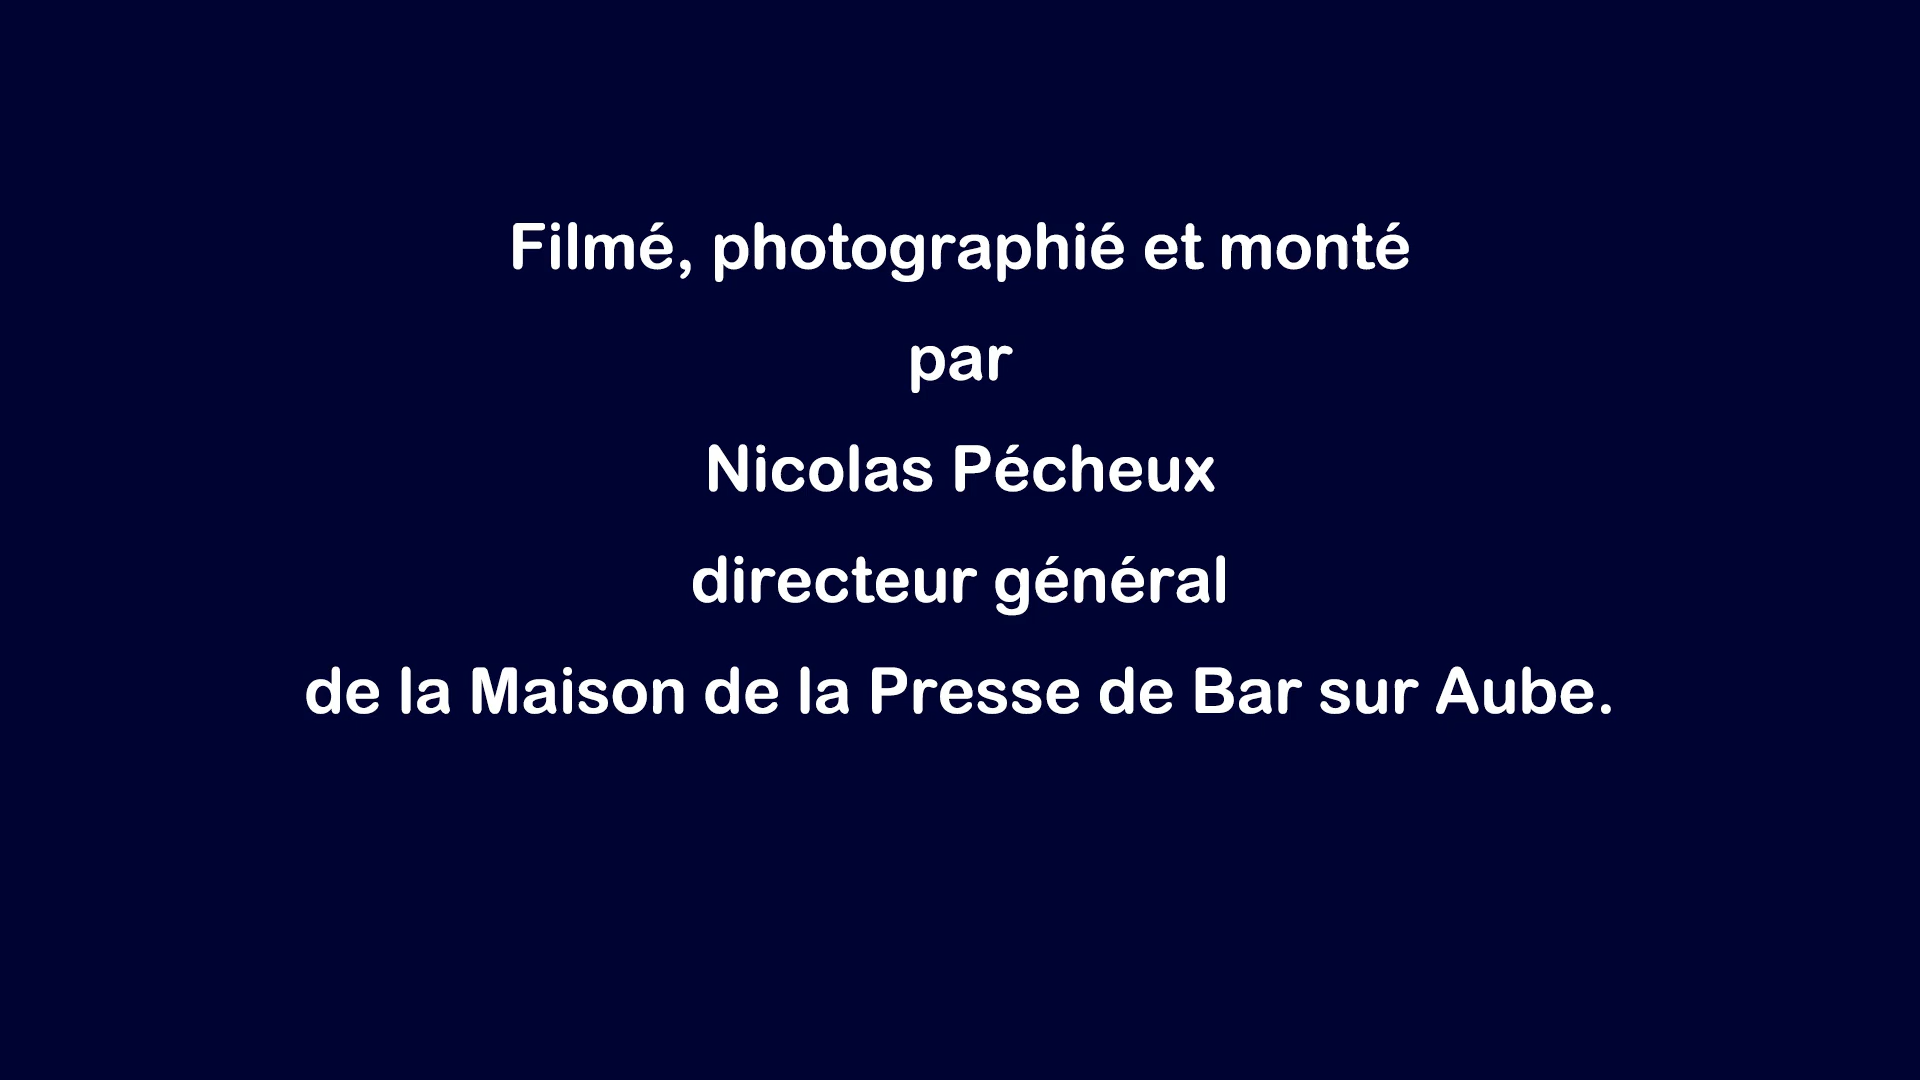 Filmé, photographié et monté
par
Nicolas Pécheux
directeur général
de la Maison de la Presse de Bar sur Aube.